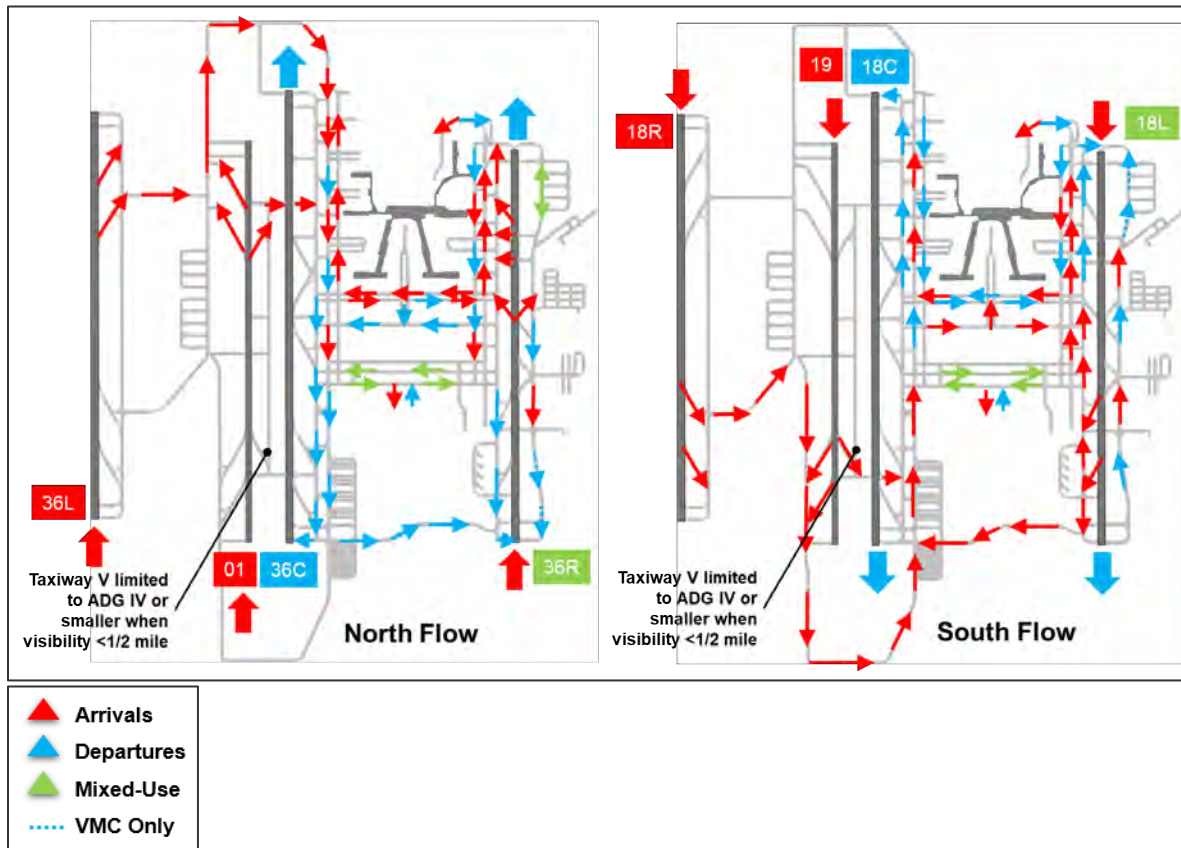 19
18C
18R
18L
36L
01
36C
36R
Taxiway V limited
to ADG IV or
smaller when
visibility <1/2 mile
North Flow
Taxiway V limited
to ADG IV or
smaller when
visibility <1/2 mile
South Flow
Arrivals
Departures
Mixed-Use
VMC Only